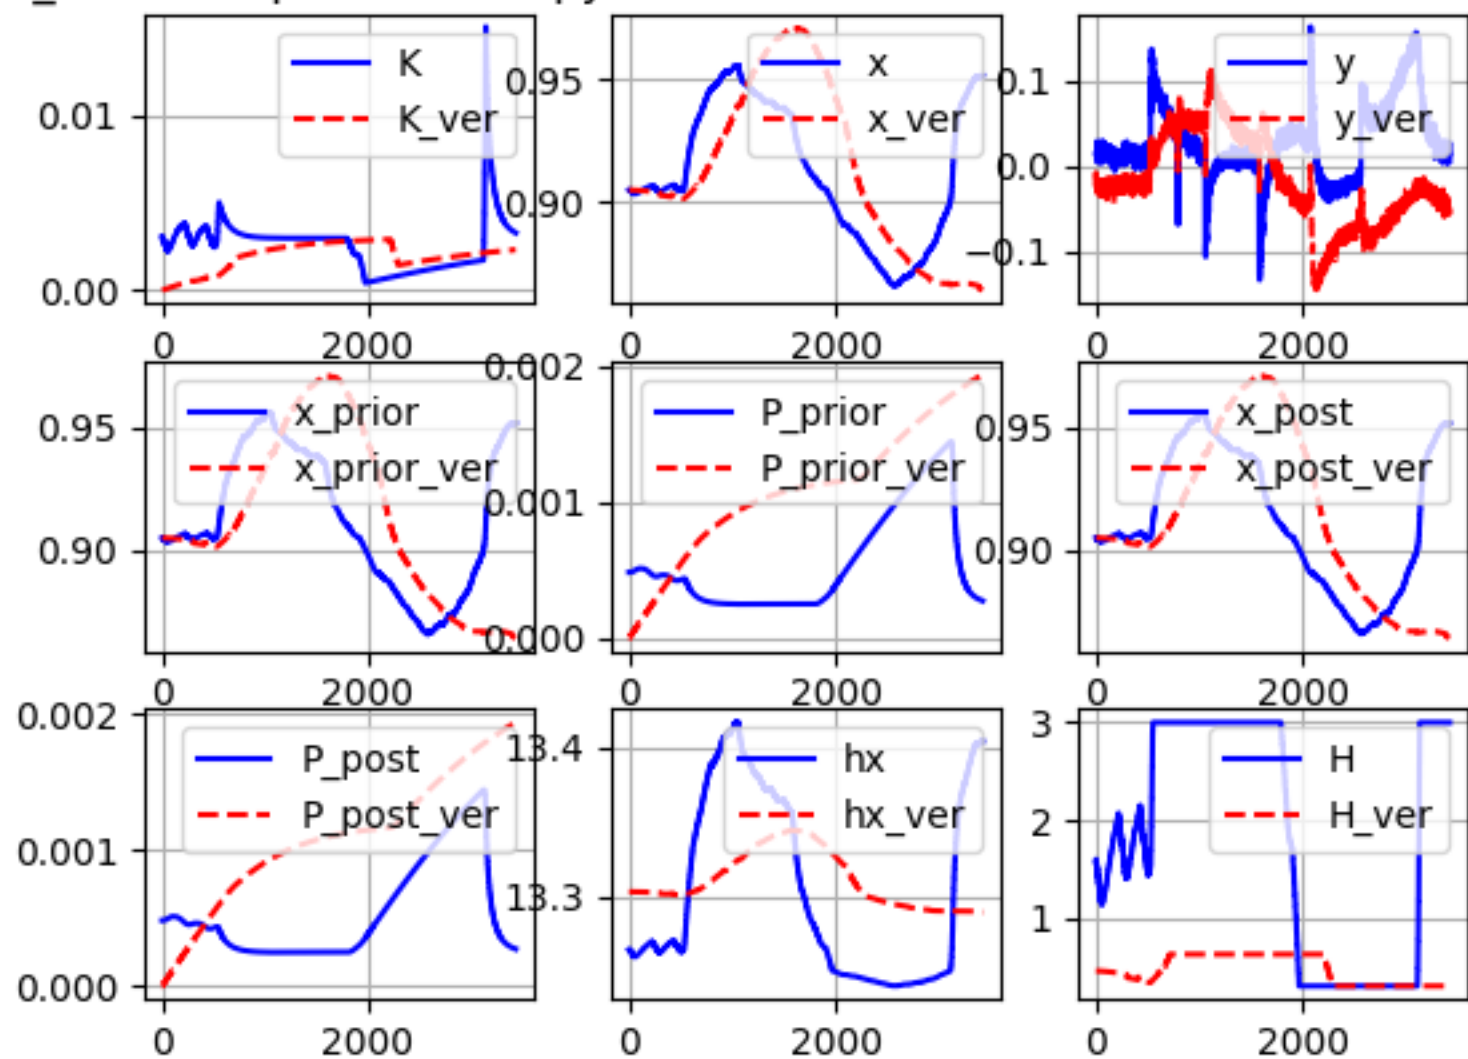 K
K_ver
0.01
0.00
0
2000
x
x_ver
0.95
0.90
0
2000
y
y_ver
0.1
0.0
−0.1
0
2000
x_prior
x_prior_ver
0.95
0.90
0
2000
P_prior
P_prior_ver
0.002
0.001
0.000
0
2000
x_post
x_post_ver
0.95
0.90
0
2000
P_post
P_post_ver
0.002
0.001
0.000
0
2000
hx
hx_ver
13.4
13.3
0
2000
H
H_ver
3
2
1
0
2000